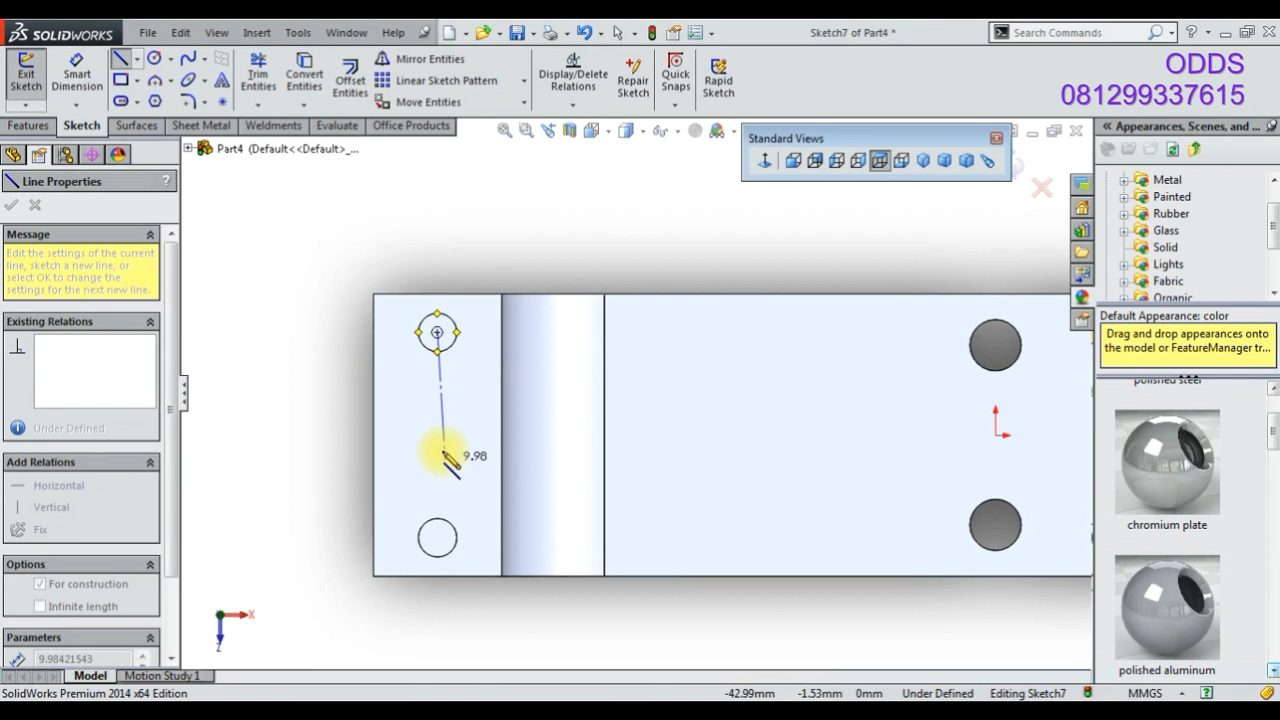 SOLIDWORKS
File
Edit
View
Insert
Tools
Window
Help
Sketch7 of Part4 *
Search Commands
ODDS
081299337615
Exit Sketch
Smart Dimension
Trim Entities
Convert Entities
Offset Entities
Mirror Entities
Linear Sketch Pattern
Move Entities
Display/Delete Relations
Repair Sketch
Quick Snaps
Rapid Sketch
Features
Sketch
Surfaces
Sheet Metal
Weldments
Evaluate
Office Products
Standard Views
Appearances, Scenes, and...
Part4 (Default<<Default>_...
Line Properties
?
Message
Edit the settings of the current
line, sketch a new line, or
select OK to change the
settings for the next new line.
Existing Relations
Under Defined
Add Relations
Horizontal
Vertical
Fix
Options
For construction
Infinite length
Parameters
9.98421543
9.98
X
Z
Metal
Painted
Rubber
Glass
Solid
Lights
Fabric
Organic
Default Appearance: color
Drag and drop appearances onto
the model or FeatureManager tr...
polished steel
chromium plate
polished aluminum
Model
Motion Study 1
SolidWorks Premium 2014 x64 Edition
-42.99mm
-1.53mm
0mm
Under Defined
Editing Sketch7
MMGS